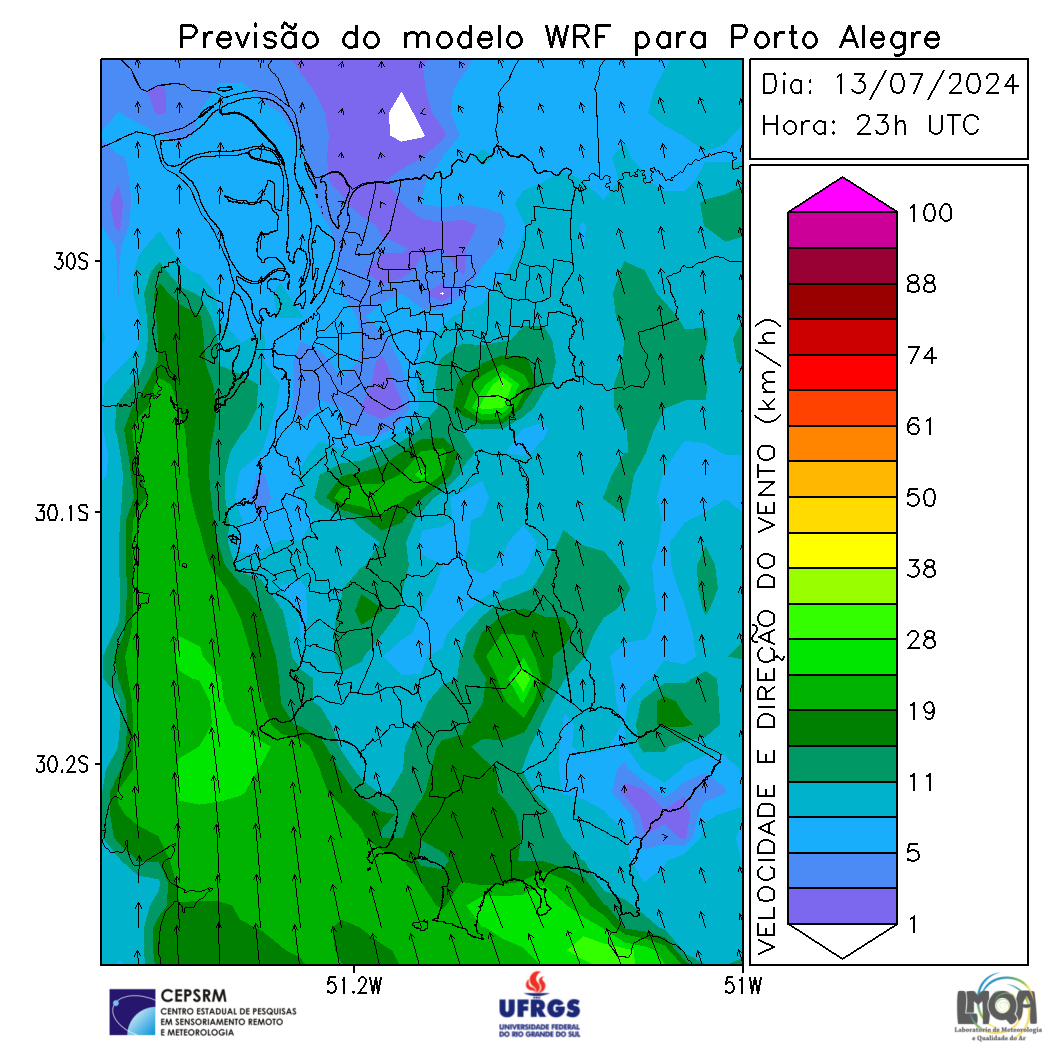 Previsão do modelo WRF para Porto Alegre
Dia: 13/07/2024
Hora: 23h UTC
30S
30.1S
30.2S
51.2W
51W
VELOCIDADE E DIREÇÃO DO VENTO (km/h)
100
88
74
61
50
38
28
19
11
5
1
CEPSRM
CENTRO ESTADUAL DE PESQUISAS
EM SENSORIAMENTO REMOTO
E METEOROLOGIA
UFRGS
UNIVERSIDADE FEDERAL
DO RIO GRANDE DO SUL
LMQA
Laboratório de Meteorologia
e Qualidade do Ar